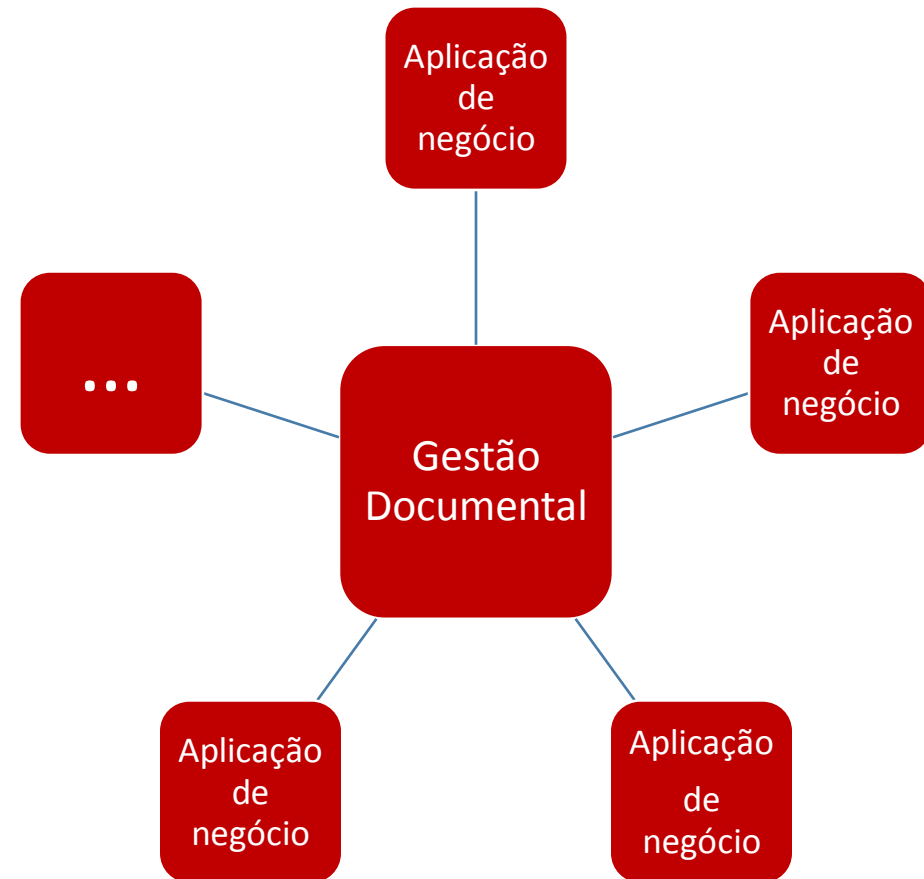 Aplicação
de
negócio
...
Aplicação
de
negócio
Gestão
Documental
Aplicação
de
negócio
Aplicação
de
negócio